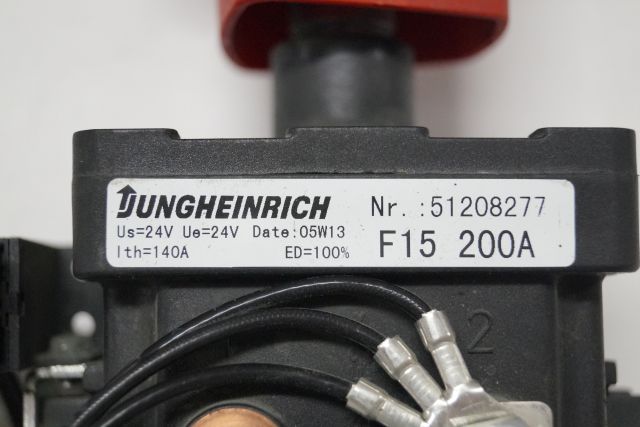 JUNGHEINRICH Nr.:51208277
Us=24V Ue=24V Date:05W13
Ith=140A ED=100% F15 200A
2